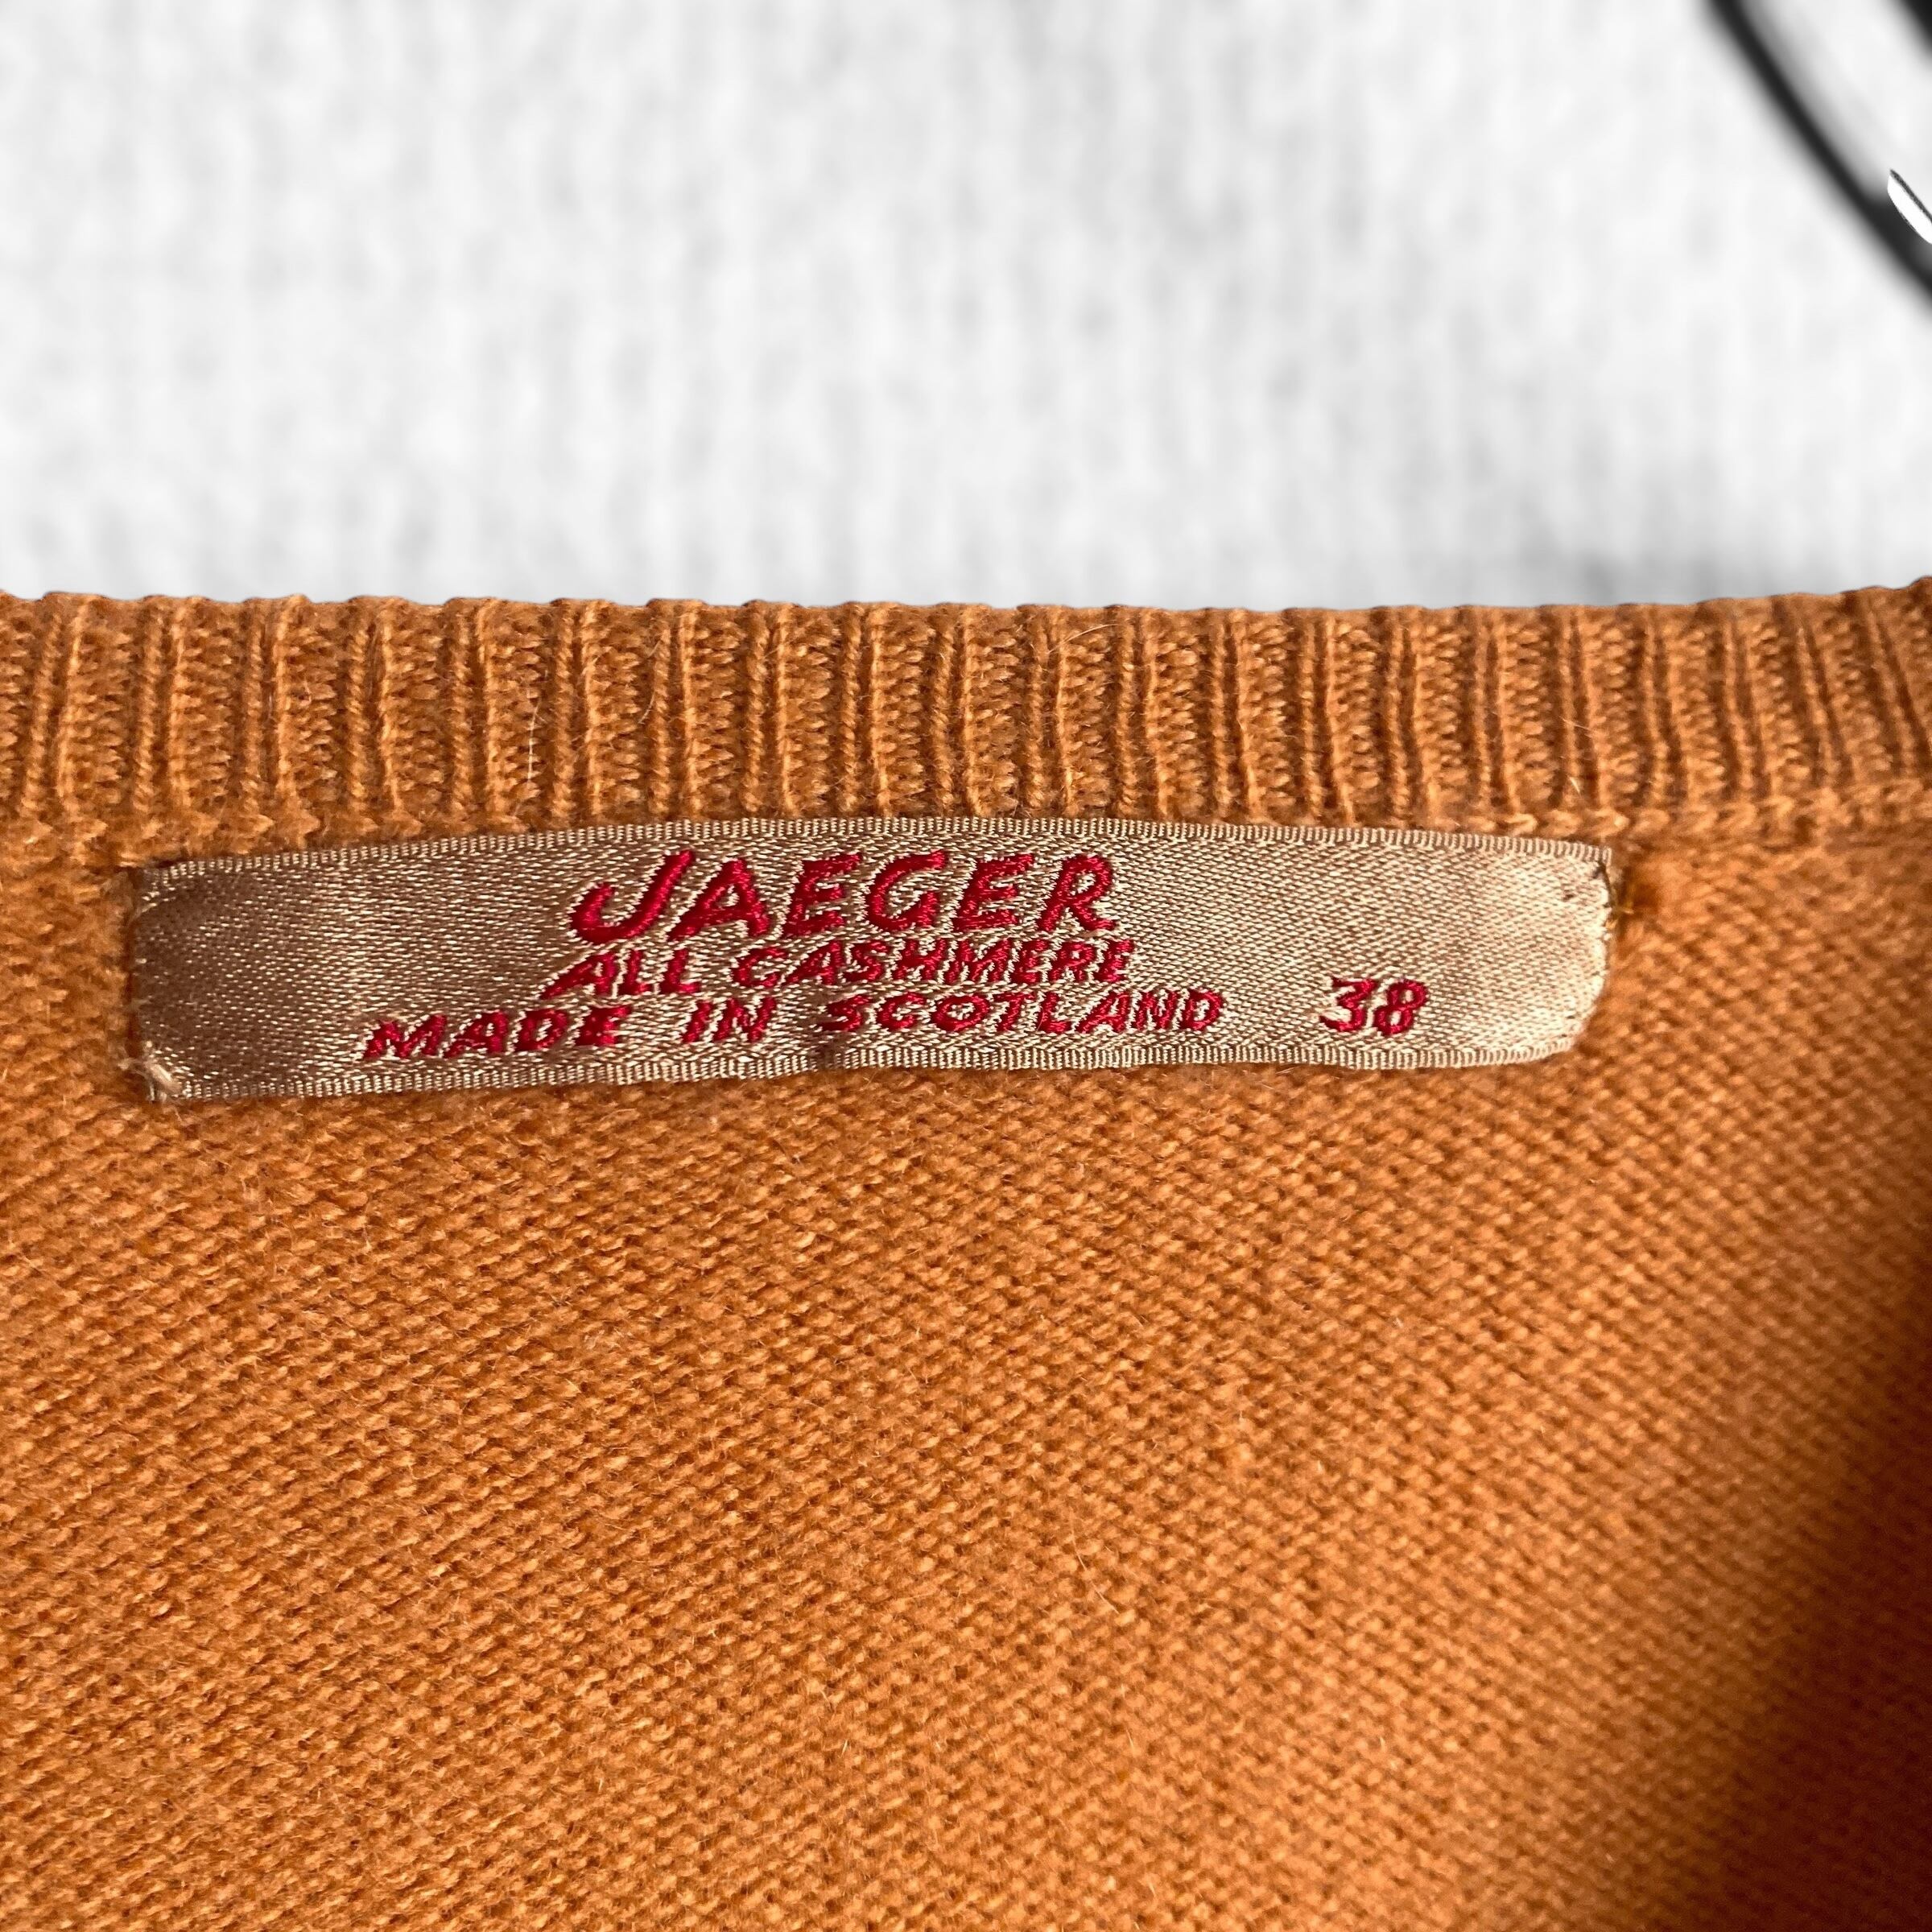 JAEGER
ALL CASHMERE
MADE IN SCOTLAND 38